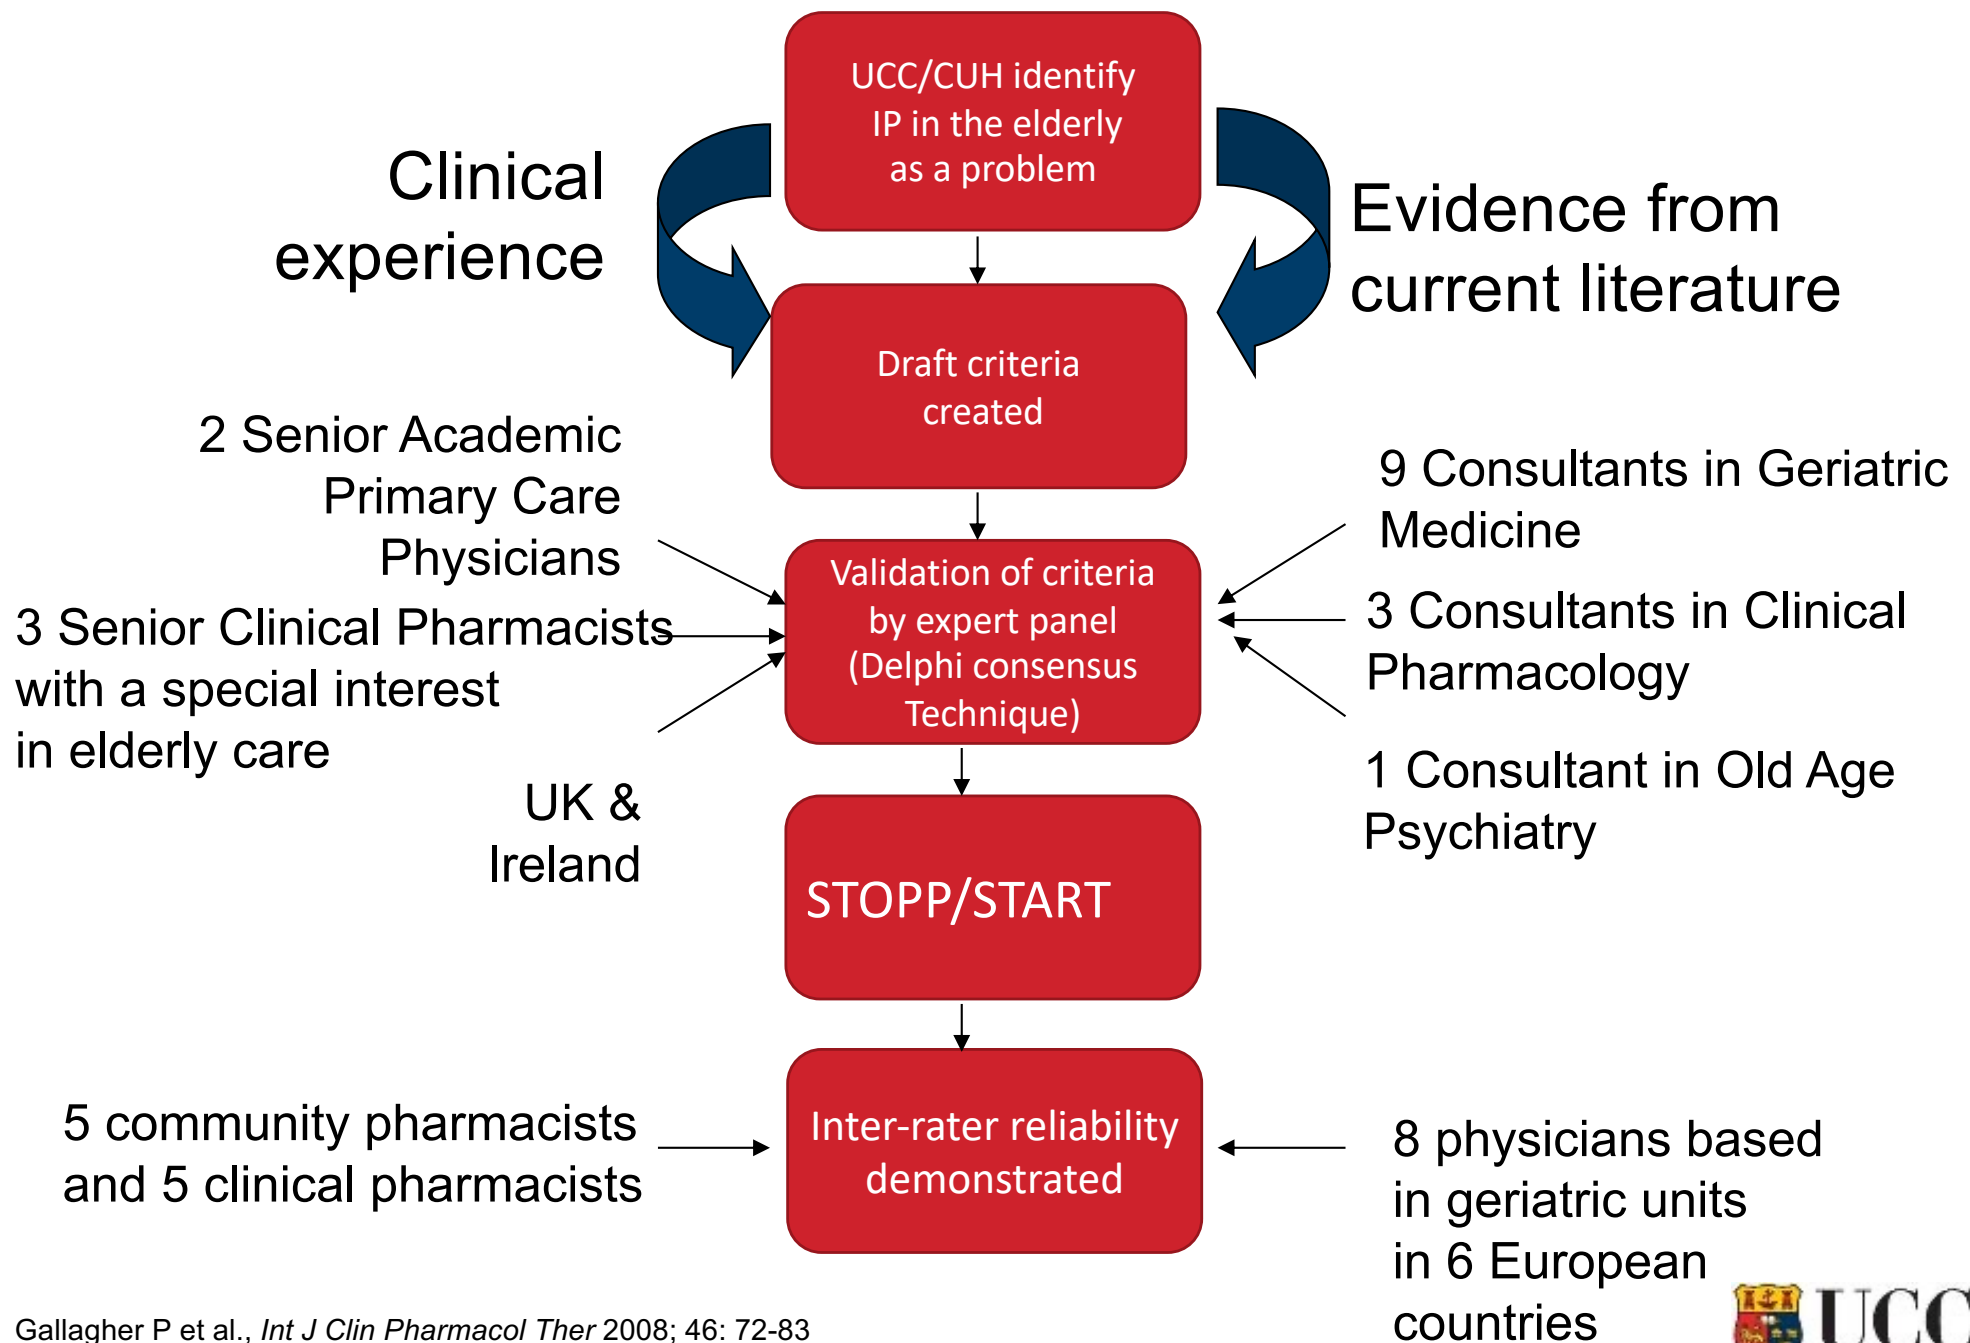 UCC/CUH identify
IP in the elderly
as a problem
Clinical
experience
Evidence from
current literature
Draft criteria
created
2 Senior Academic
Primary Care
Physicians
3 Senior Clinical Pharmacists
with a special interest
in elderly care
UK &
Ireland
Validation of criteria
by expert panel
(Delphi consensus
Technique)
9 Consultants in Geriatric
Medicine
3 Consultants in Clinical
Pharmacology
1 Consultant in Old Age
Psychiatry
STOPP/START
5 community pharmacists
and 5 clinical pharmacists
Inter-rater reliability
demonstrated
8 physicians based
in geriatric units
in 6 European
countries
Gallagher P et al., Int J Clin Pharmacol Ther 2008; 46: 72-83
UCC